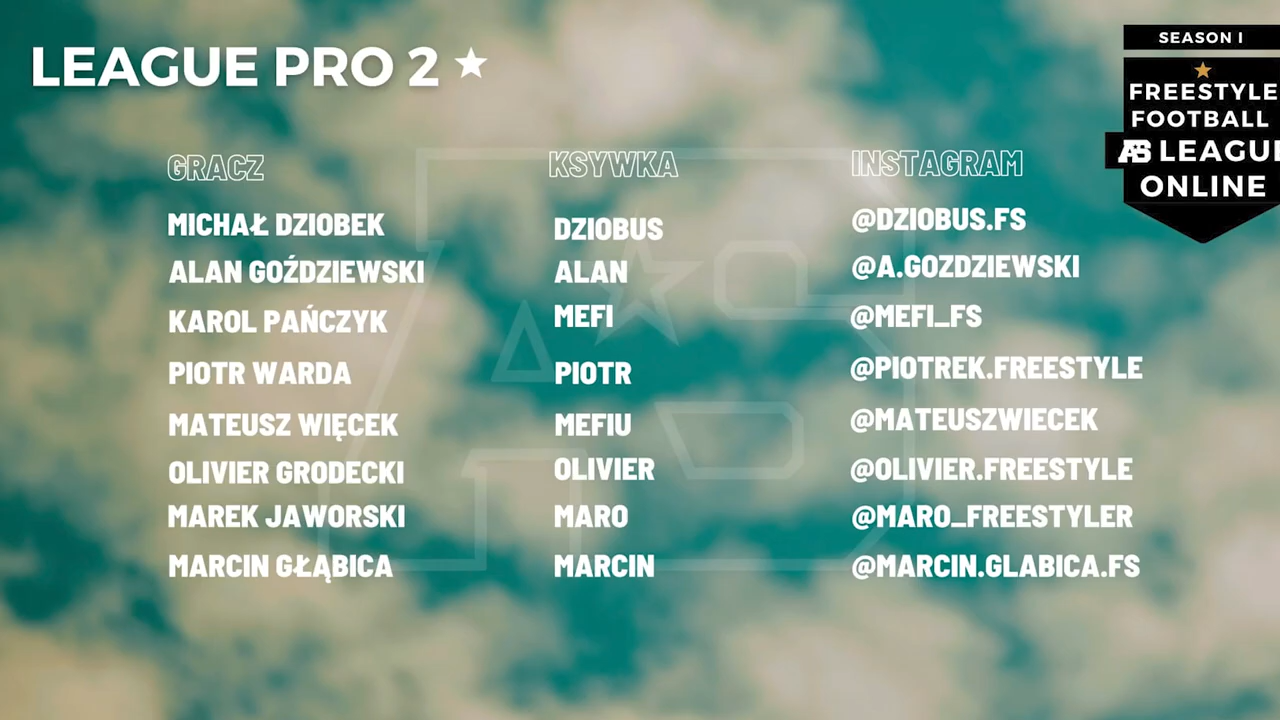 LEAGUE PRO 2
SEASON I
FREESTYLE
FOOTBALL
AS LEAGUE
ONLINE
GRACZ KSYWKA INSTAGRAM
MICHAŁ DZIOBEK DZIOBUS @DZIOBUS.FS
ALAN GOŹDZIEWSKI ALAN @A.GOZDZIEWSKI
KAROL PAŃCZYK MEFI @MEFI_FS
PIOTR WARDA PIOTR @PIOTREK.FREESTYLE
MATEUSZ WIĘCEK MEFIU @MATEUSZWIECEK
OLIVIER GRODECKI OLIVIER @OLIVIER.FREESTYLE
MAREK JAWORSKI MARO @MARO_FREESTYLER
MARCIN GŁĄBICA MARCIN @MARCIN.GLABICA.FS